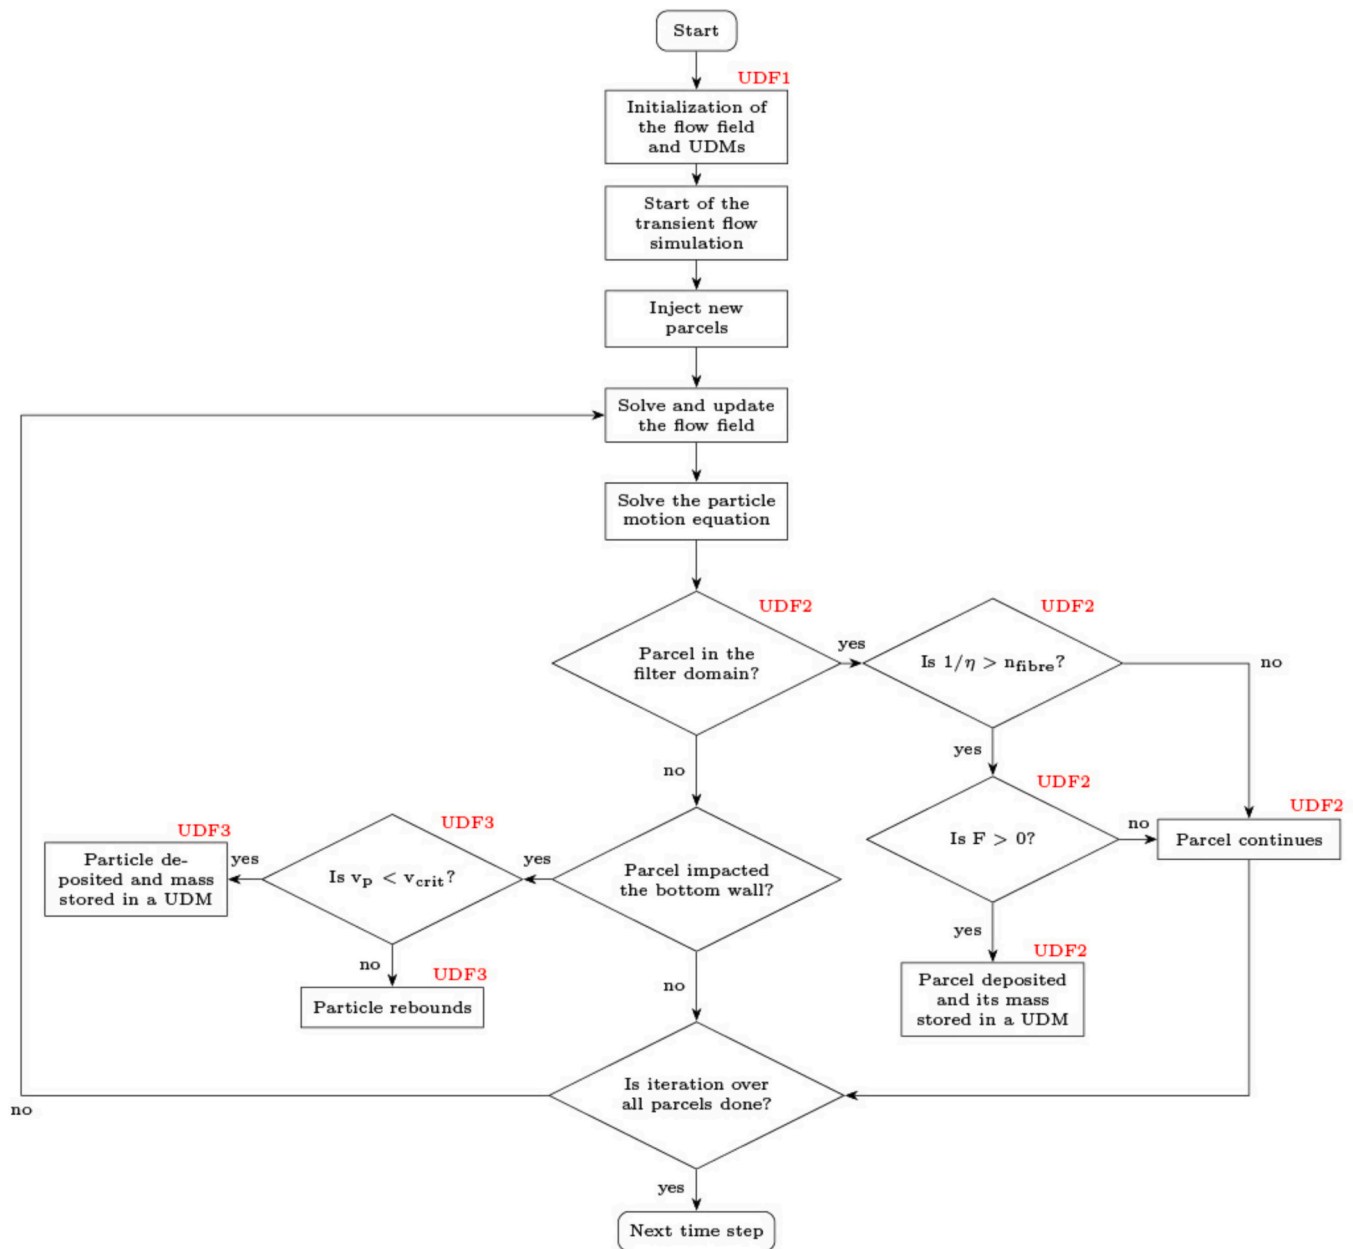 Start
UDF1
Initialization of
the flow field
and UDMs
Start of the
transient flow
simulation
Inject new
parcels
Solve and update
the flow field
Solve the particle
motion equation
UDF2
Parcel in the
filter domain?
yes
UDF2
Is 1/η > n_fibre?
no
no
yes
UDF2
Is F > 0?
no
UDF2
Parcel continues
UDF3
Particle de-
posited and mass
stored in a UDM
yes
UDF3
Is v_p < v_crit?
yes
Parcel impacted
the bottom wall?
no
UDF3
Particle rebounds
no
yes
UDF2
Parcel deposited
and its mass
stored in a UDM
Is iteration over
all parcels done?
no
yes
Next time step